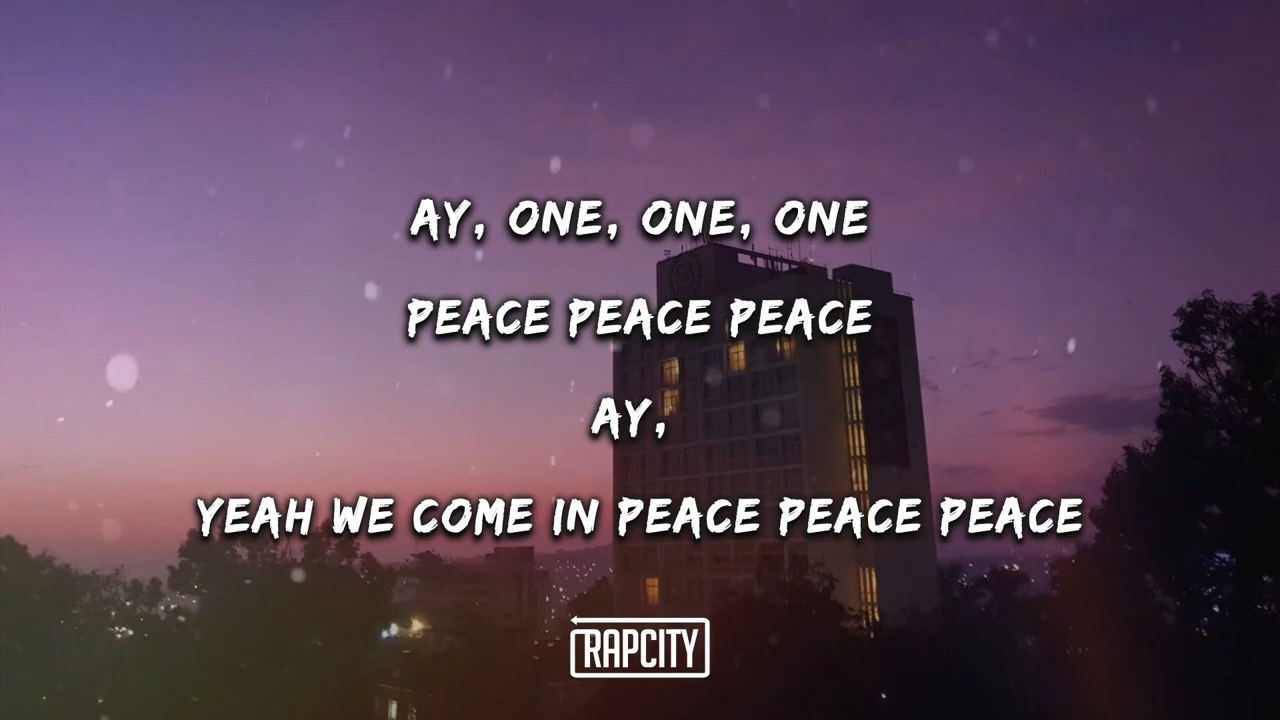 AY, ONE, ONE, ONE
PEACE PEACE PEACE
AY,
YEAH WE COME IN PEACE PEACE PEACE
RAPCITY